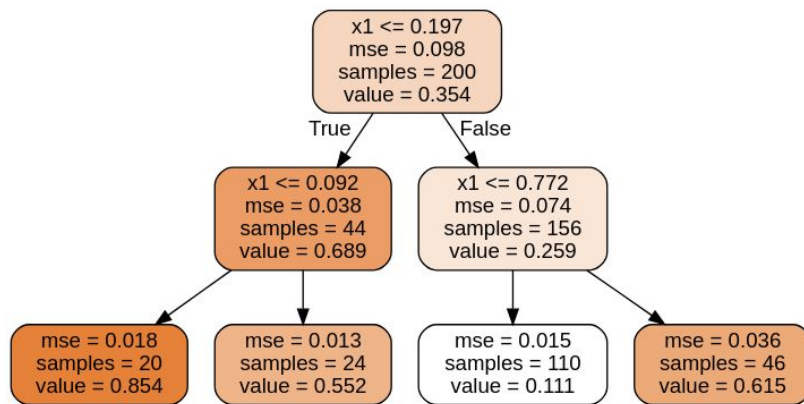 x1 <= 0.197
mse = 0.098
samples = 200
value = 0.354
True
False
x1 <= 0.092
mse = 0.038
samples = 44
value = 0.689
x1 <= 0.772
mse = 0.074
samples = 156
value = 0.259
mse = 0.018
samples = 20
value = 0.854
mse = 0.013
samples = 24
value = 0.552
mse = 0.015
samples = 110
value = 0.111
mse = 0.036
samples = 46
value = 0.615